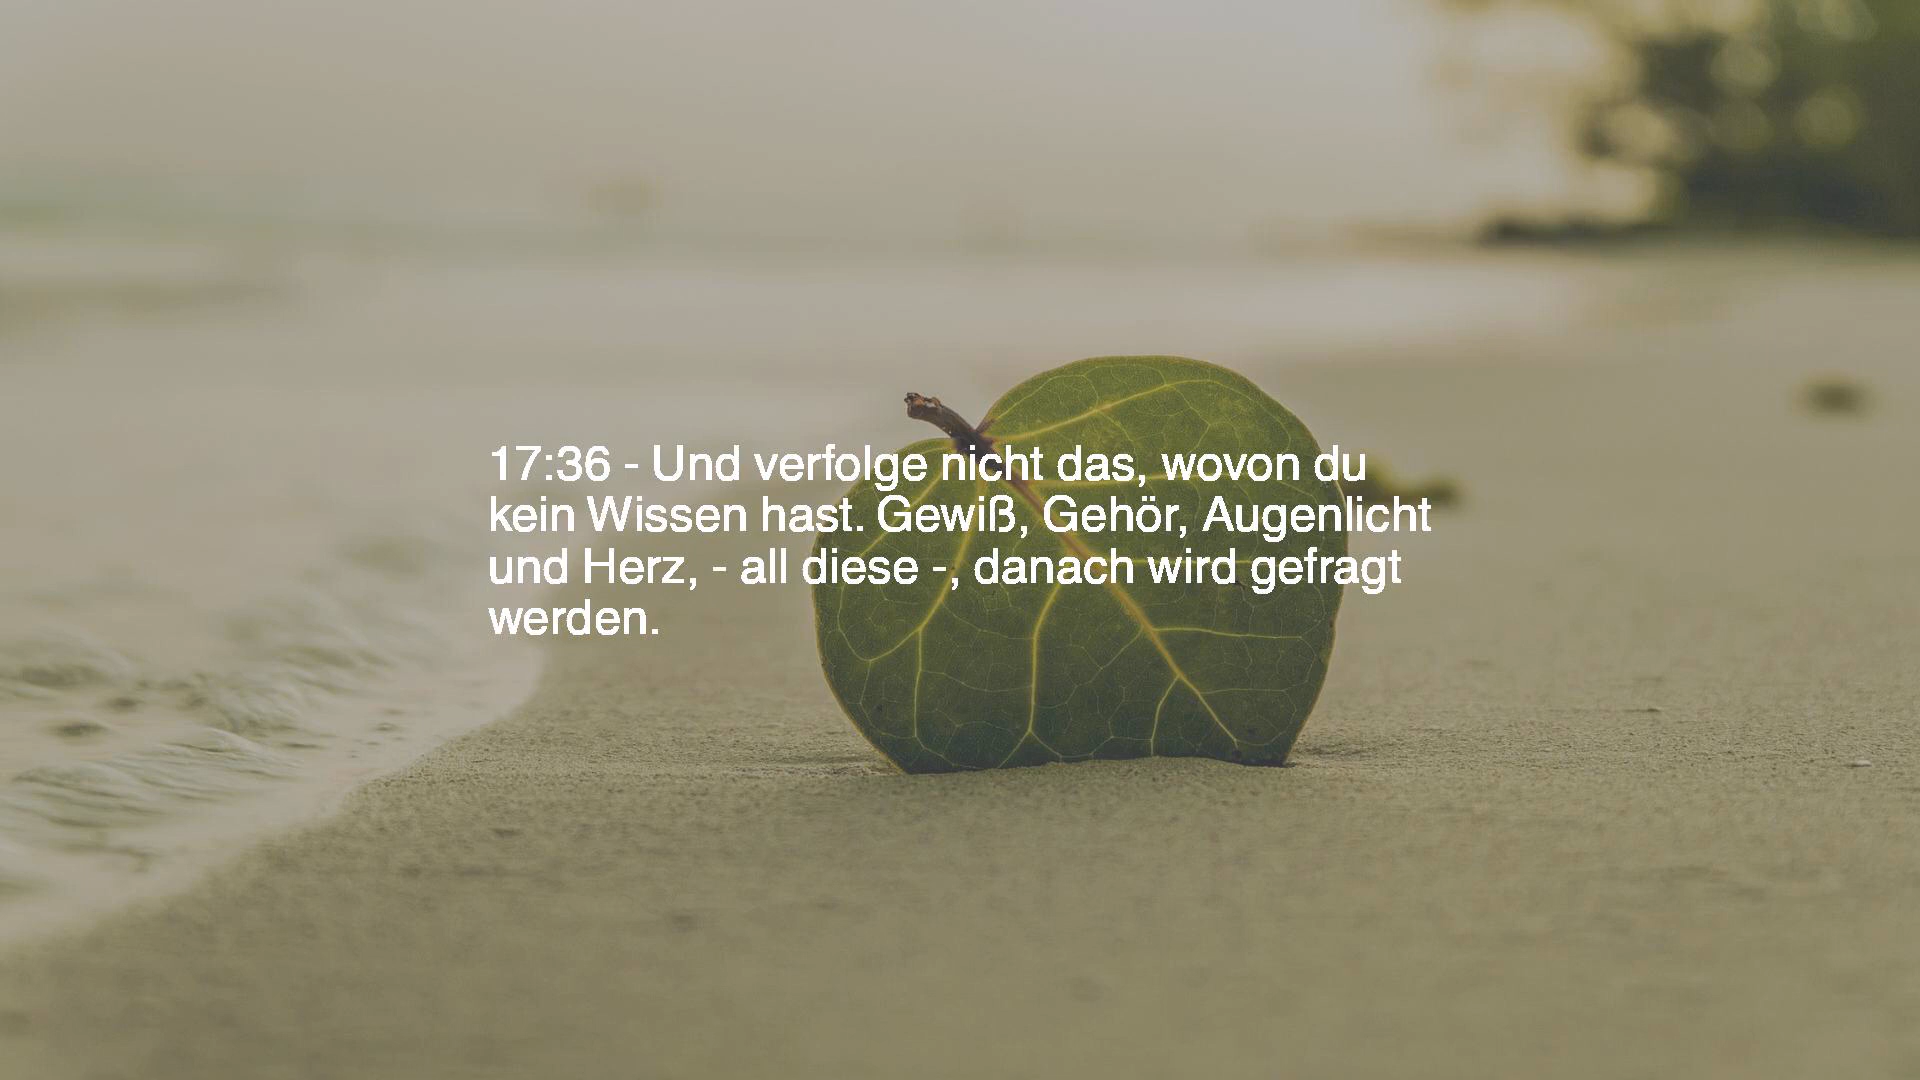 17:36 - Und verfolge nicht das, wovon du
kein Wissen hast. Gewiß, Gehör, Augenlicht
und Herz, - all diese -, danach wird gefragt
werden.